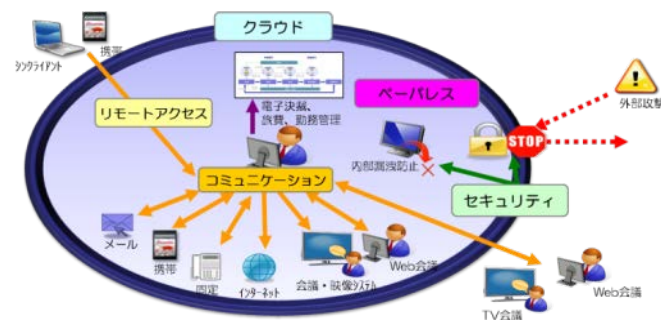 クラウド
携帯
シンクライアント
リモートアクセス
電子決裁、
旅費、勤務管理
ペーパレス
外部攻撃
STOP
内部漏洩防止
コミュニケーション
セキュリティ
メール
携帯
固定
インターネット
会議・映像システム
Web会議
TV会議
Web会議